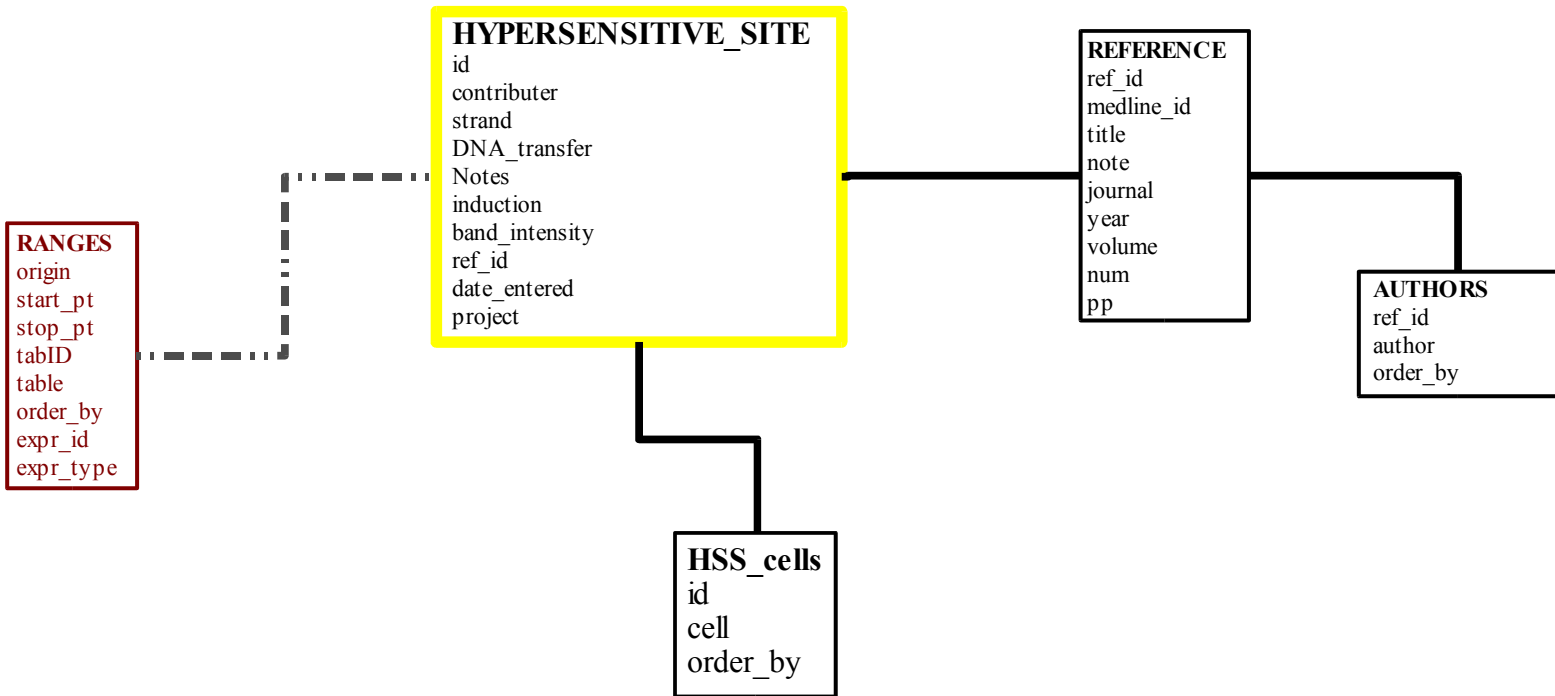 HYPERSENSITIVE_SITE
id
contributer
strand
DNA_transfer
Notes
induction
band_intensity
ref_id
date_entered
project
REFERENCE
ref_id
medline_id
title
note
journal
year
volume
num
pp
RANGES
origin
start_pt
stop_pt
tabID
table
order_by
expr_id
expr_type
AUTHORS
ref_id
author
order_by
HSS_cells
id
cell
order_by